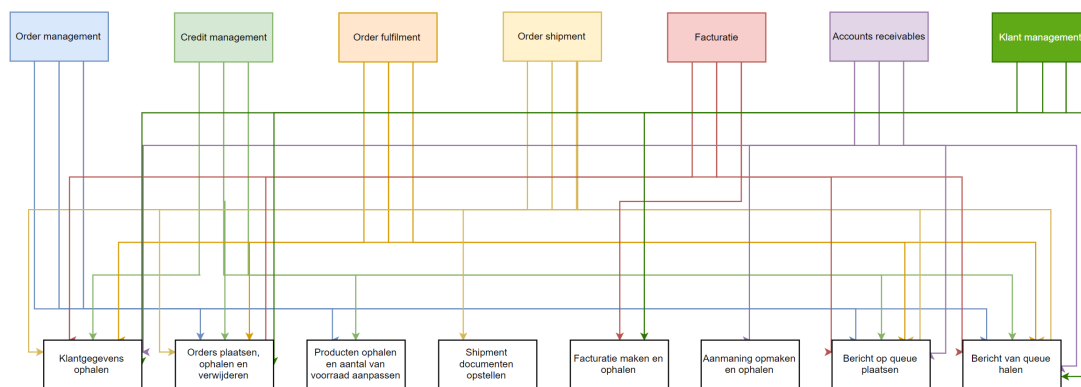 Order management
Credit management
Order fulfilment
Order shipment
Facturatie
Accounts receivables
Klant management
Klantgegevens
ophalen
Orders plaatsen,
ophalen en
verwijderen
Producten ophalen
en aantal van
voorraad aanpassen
Shipment
documenten
opstellen
Facturatie maken en
ophalen
Aanmaning opmaken
en ophalen
Bericht op queue
plaatsen
Bericht van queue
halen